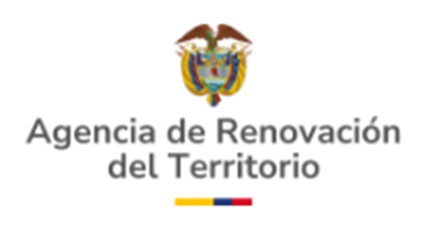 Agencia de Renovación
del Territorio